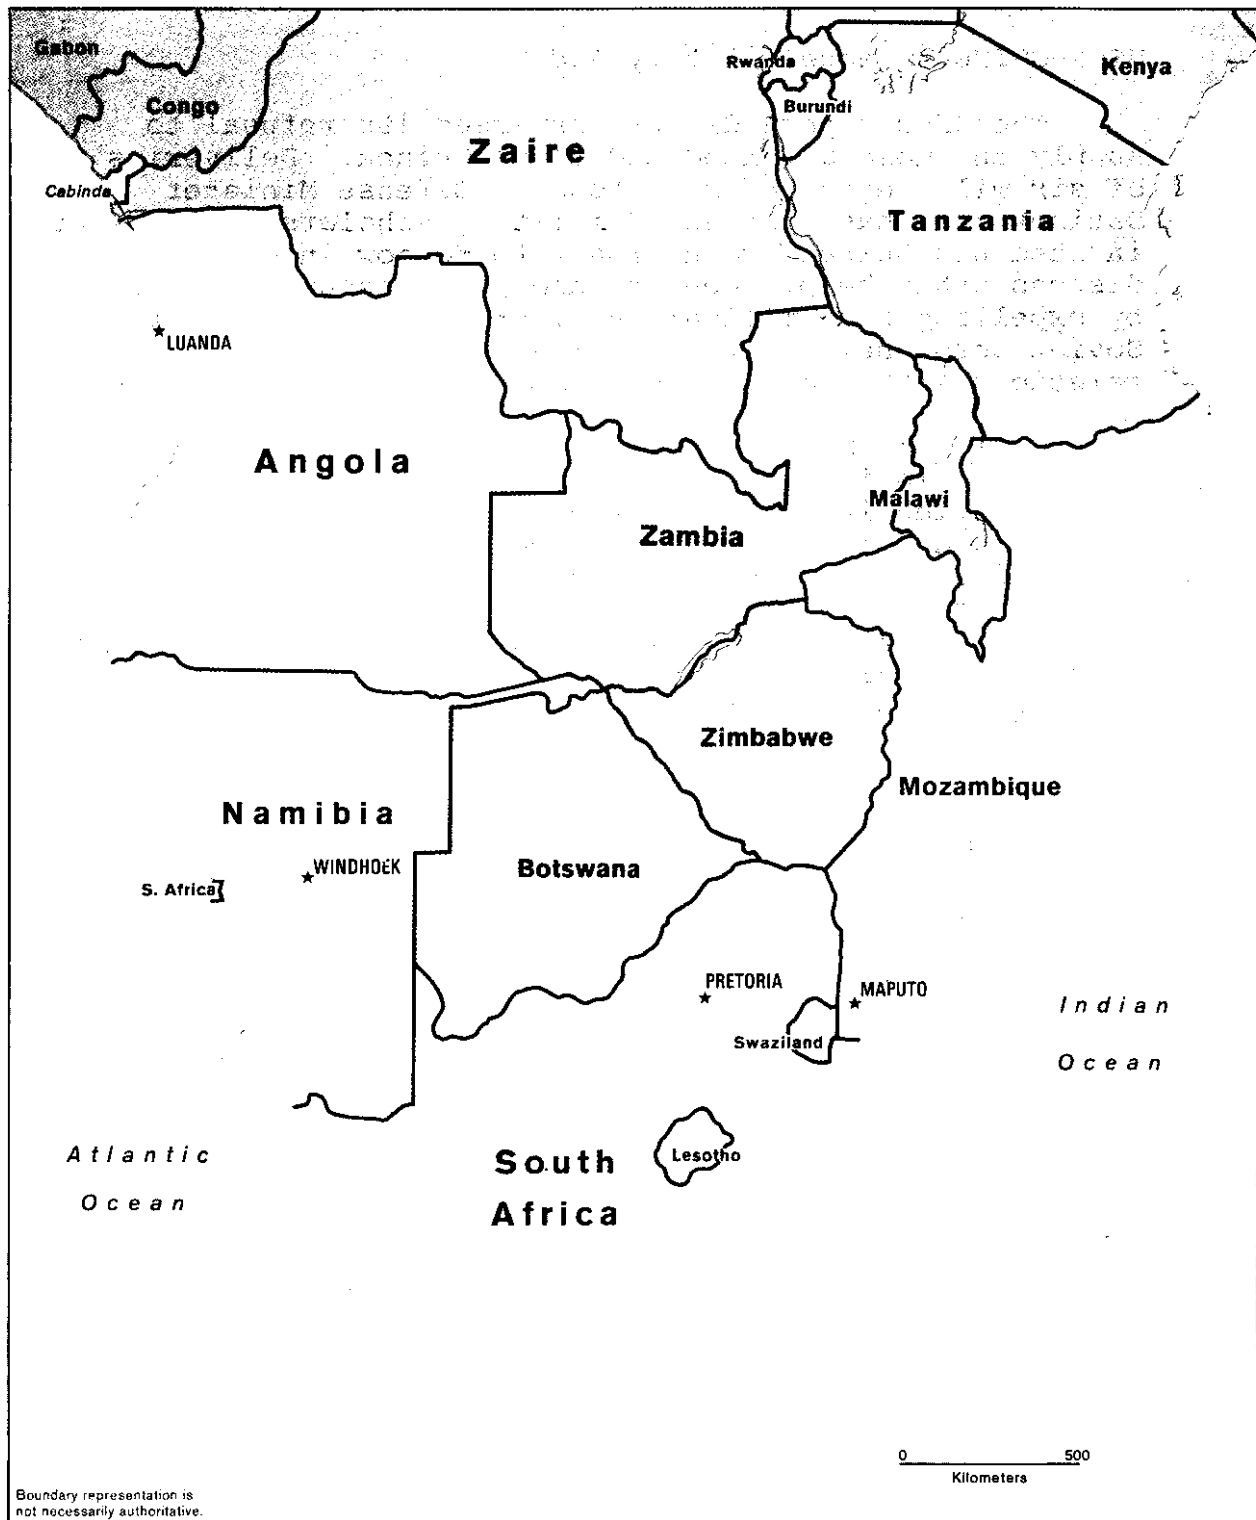 Gabon
Rwanda
Kenya
Congo
Burundi
Zaire
Cabinda
Tanzania
LUANDA
Angola
Malawi
Zambia
Zimbabwe
Mozambique
Namibia
WINDHOEK
Botswana
S. Africa
PRETORIA
MAPUTO
Indian
Ocean
Swaziland
Atlantic
Ocean
Lesotho
South
Africa
0 500
Kilometers
Boundary representation is
not necessarily authoritative.